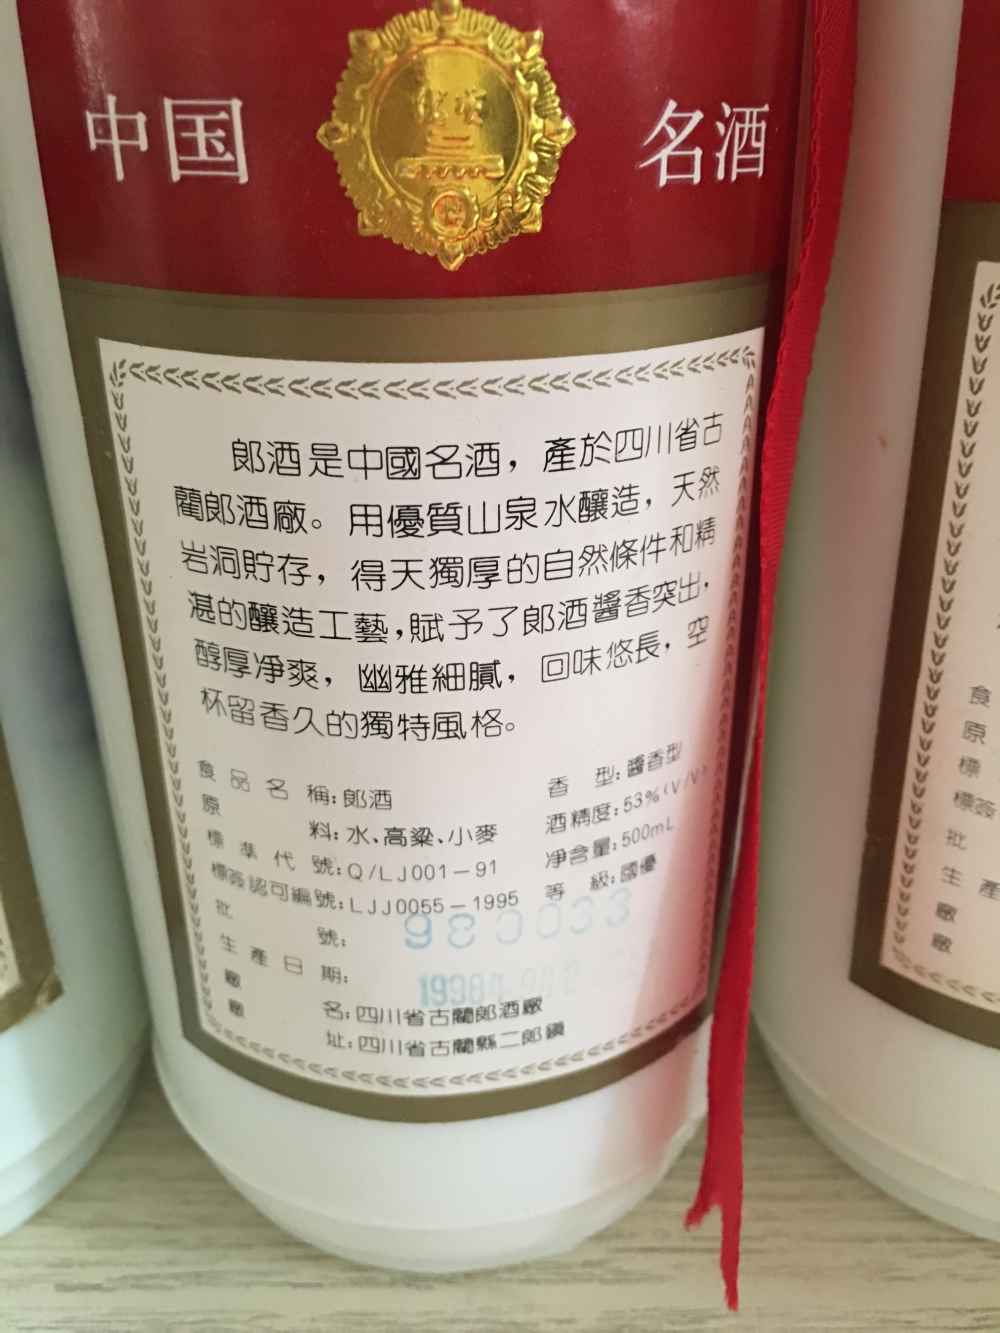 中国 名酒
郎酒是中國名酒，產於四川省古
藺郎酒廠。用優質山泉水釀造，天然
岩洞貯存，得天獨厚的自然條件和精
湛的釀造工藝，賦予了郎酒醬香突出，
醇厚凈爽，幽雅細膩，回味悠長，空
杯留香久的獨特風格。
食品名稱：郎酒 香型：醬香型
原料：水、高粱、小麥 酒精度：53%（V/V）
標準代號：Q/LJ001－91 凈含量：500mL
標簽認可編號：LJJ0055－1995 等級：國優
批號：
生產日期：
廠名：四川省古藺郎酒廠
廠址：四川省古藺縣二郎鎮
食
原
標
標簽
批
生產
廠
廠